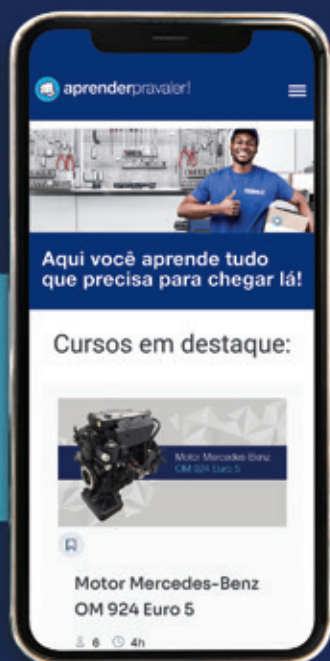 aprenderpravaler!
Aqui você aprende tudo
que precisa para chegar lá!
Cursos em destaque:
Motor Mercedes-Benz
OM 924 Euro 5
Motor Mercedes-Benz
OM 924 Euro 5
6 4h